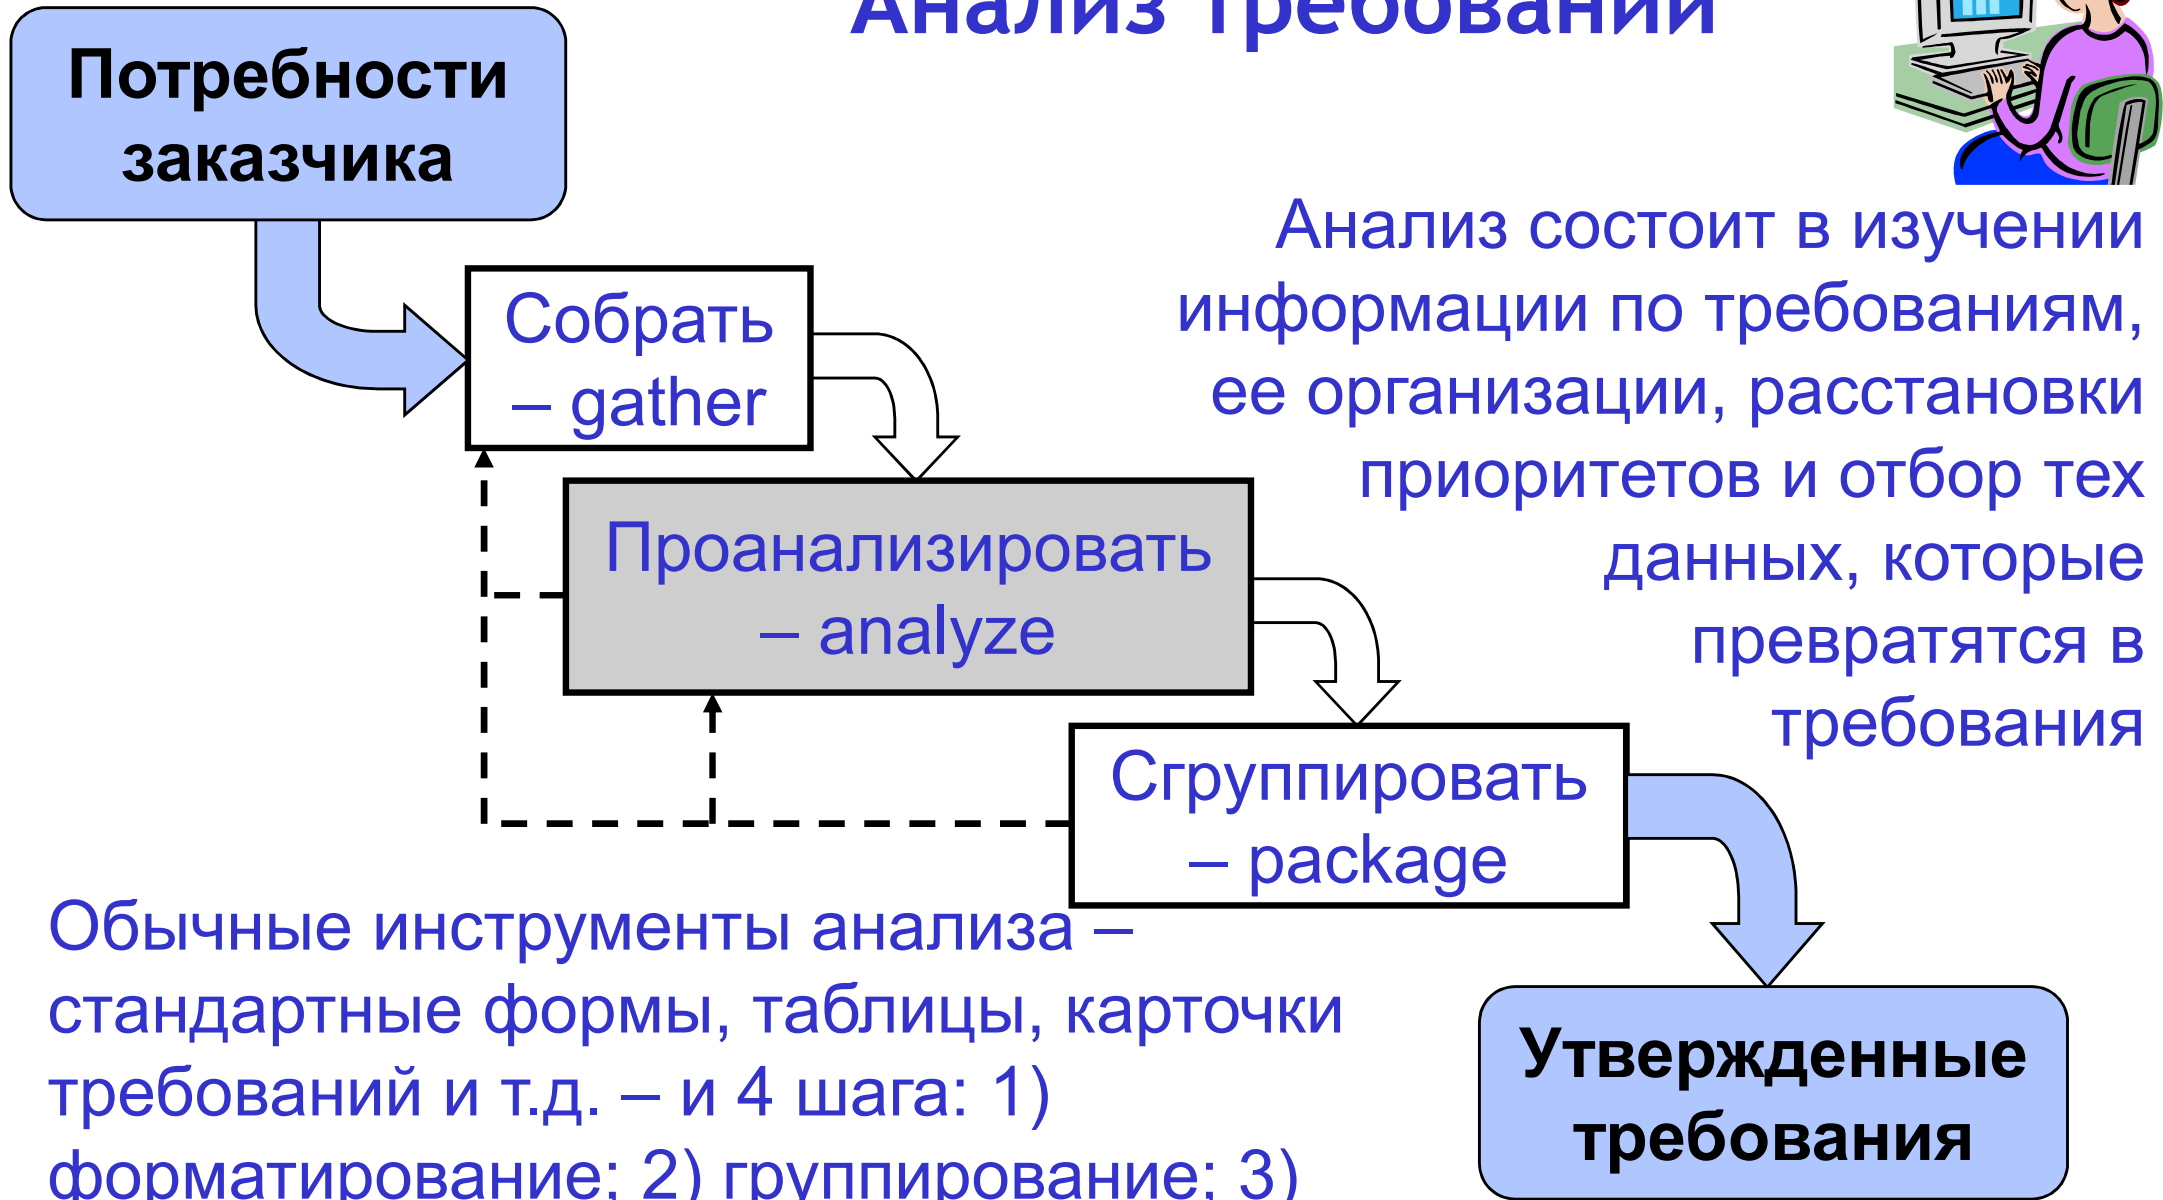 Анализ требований
Потребности
заказчика
Анализ состоит в изучении
информации по требованиям,
ее организации, расстановки
приоритетов и отбор тех
данных, которые
превратятся в
требования
Собрать
– gather
Проанализировать
– analyze
Сгруппировать
– package
Обычные инструменты анализа –
стандартные формы, таблицы, карточки
требований и т.д. – и 4 шага: 1)
форматирование; 2) группирование; 3)
Утвержденные
требования